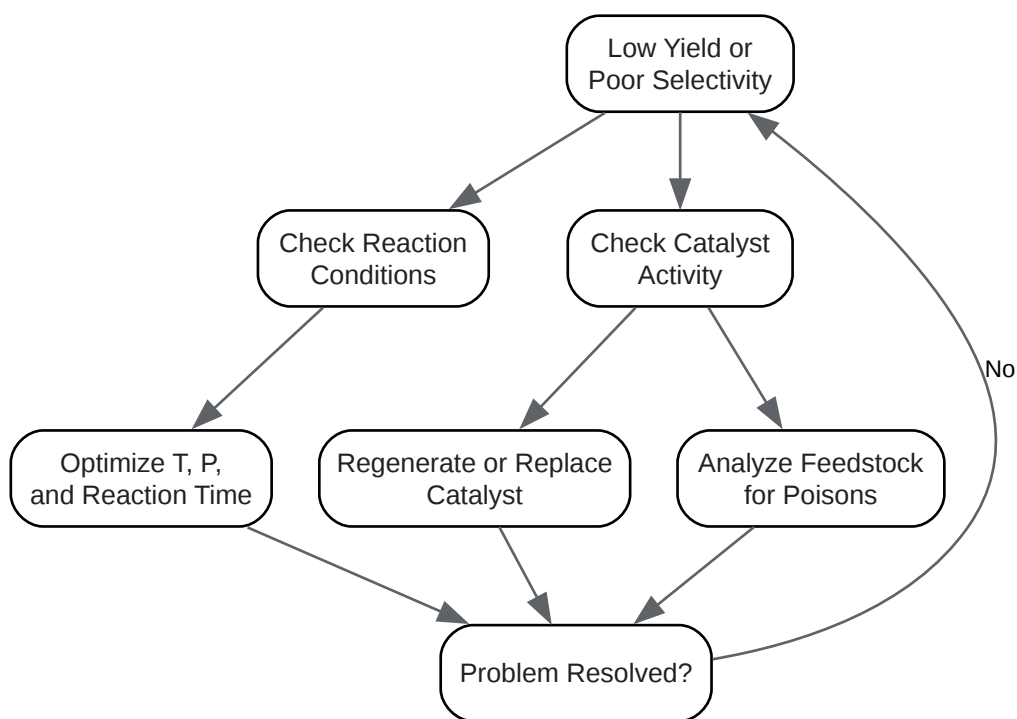 Low Yield or
Poor Selectivity
Check Reaction
Conditions
Check Catalyst
Activity
No
Optimize T, P,
and Reaction Time
Regenerate or Replace
Catalyst
Analyze Feedstock
for Poisons
Problem Resolved?